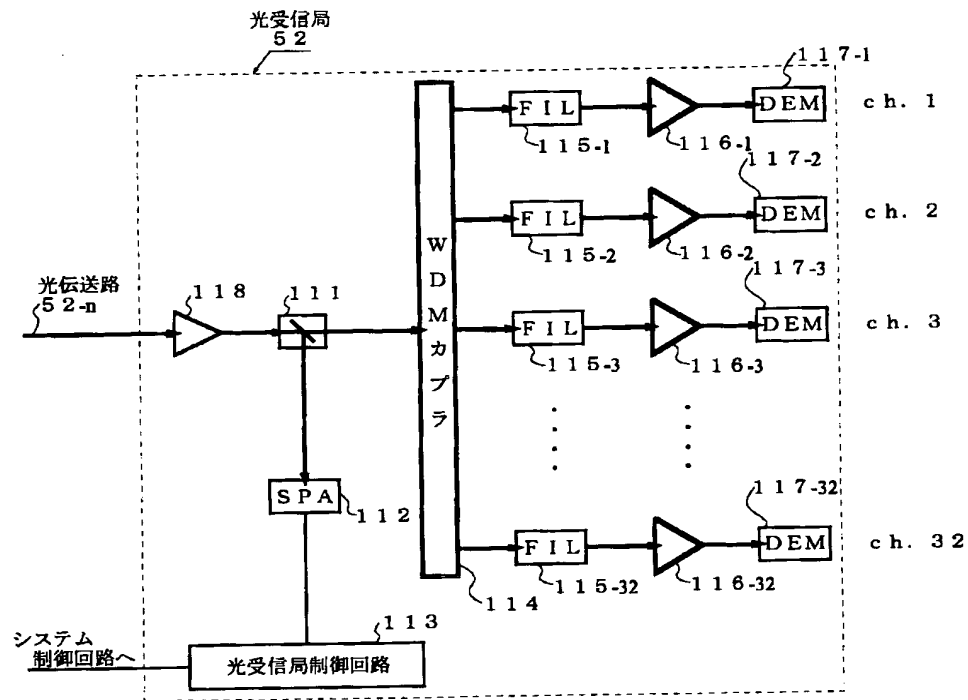 光受信局
52
117-1
FIL
DEM
ch. 1
115-1
116-1
117-2
FIL
DEM
ch. 2
115-2
116-2
WDMカプラ
光伝送路
52-n
118
111
117-3
FIL
DEM
ch. 3
115-3
116-3
SPA
112
117-32
FIL
DEM
ch. 32
115-32
116-32
114
113
システム
制御回路へ
光受信局制御回路